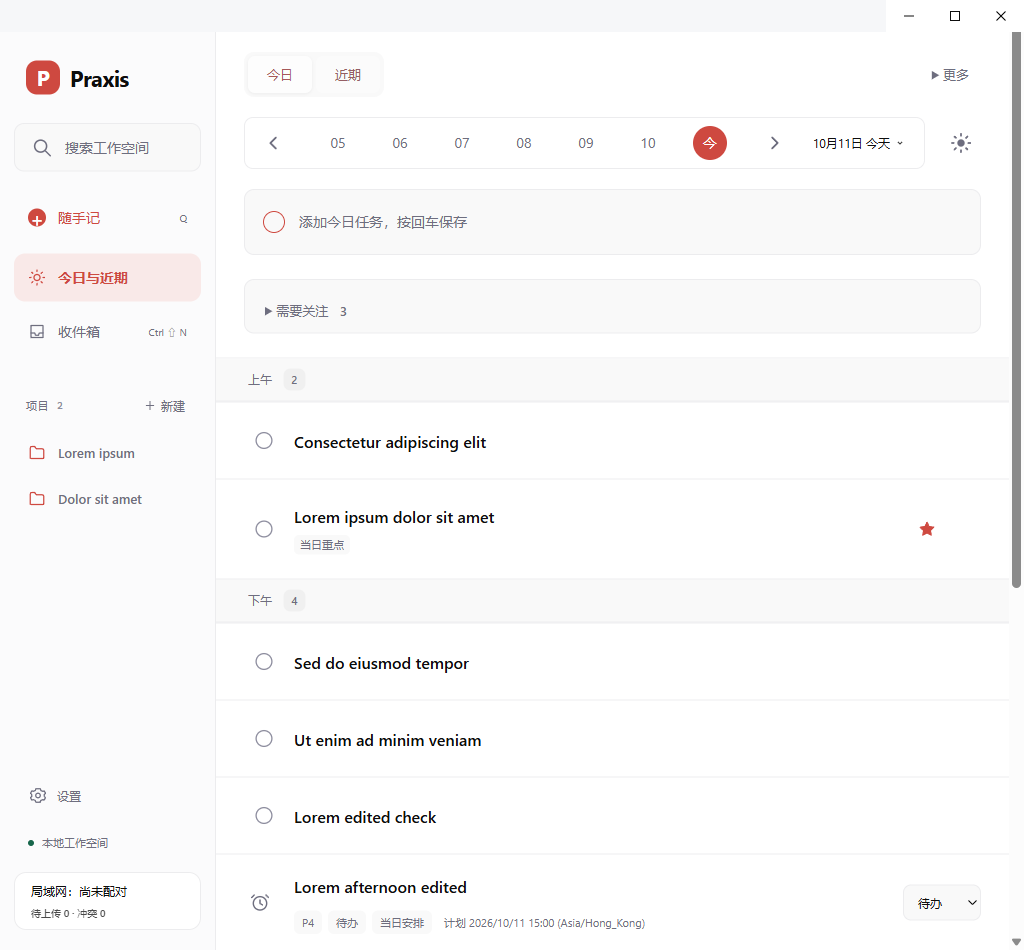 P Praxis
搜索工作空间
随手记 Q
今日与近期
收件箱 Ctrl ⇧ N
项目 2 + 新建
Lorem ipsum
Dolor sit amet
设置
本地工作空间
局域网：尚未配对
待上传 0 · 冲突 0
今日 近期 更多
05 06 07 08 09 10 今 10月11日 今天
添加今日任务，按回车保存
需要关注 3
上午 2
Consectetur adipiscing elit
Lorem ipsum dolor sit amet
当日重点
下午 4
Sed do eiusmod tempor
Ut enim ad minim veniam
Lorem edited check
Lorem afternoon edited
P4 待办 当日安排 计划 2026/10/11 15:00 (Asia/Hong_Kong)
待办